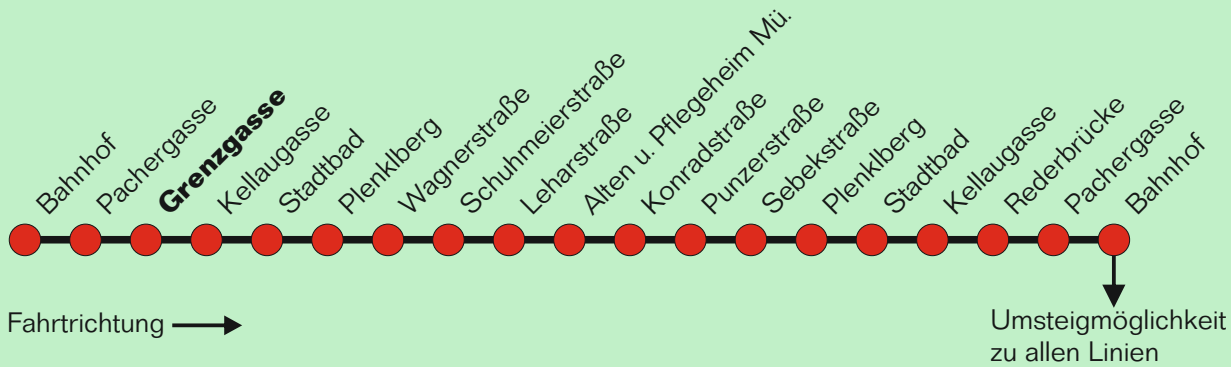 Bahnhof
Pachergasse
Grenzgasse
Kellaugasse
Stadtbad
Plenklberg
Wagnerstraße
Schuhmeierstraße
Leharstraße
Alten u. Pflegeheim Mü.
Konradstraße
Punzerstraße
Sebekstraße
Plenklberg
Stadtbad
Kellaugasse
Rederbrücke
Pachergasse
Bahnhof
Fahrtrichtung
Umsteigmöglichkeit
zu allen Linien